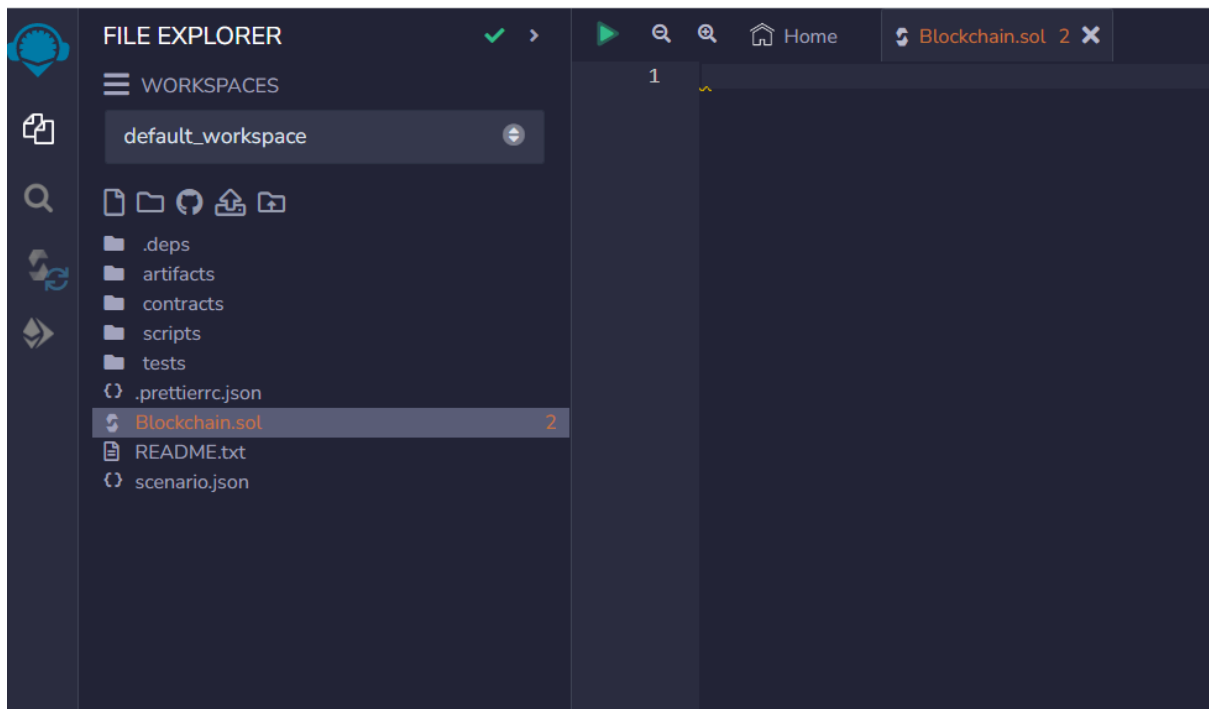 FILE EXPLORER
WORKSPACES
default_workspace
.deps
artifacts
contracts
scripts
tests
.prettierrc.json
Blockchain.sol 2
README.txt
scenario.json
Home
Blockchain.sol 2
1